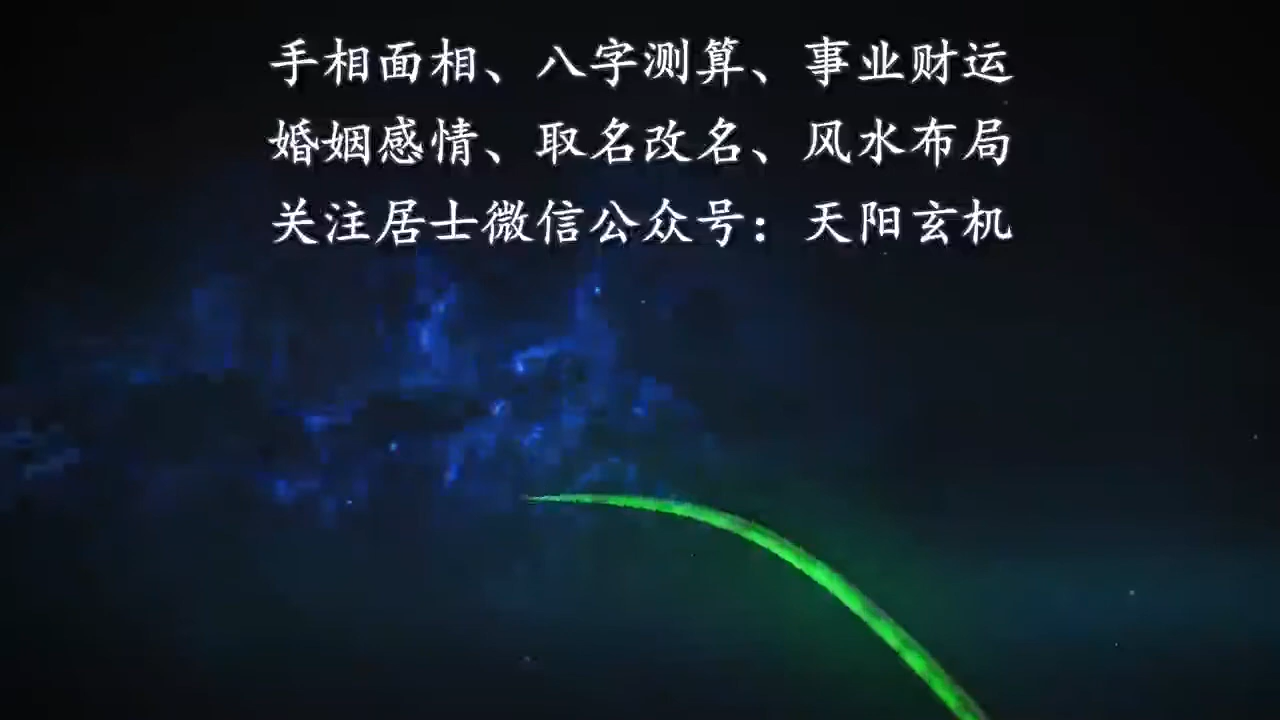 手相面相、八字测算、事业财运
婚姻感情、取名改名、风水布局
关注居士微信公众号：天阳玄机